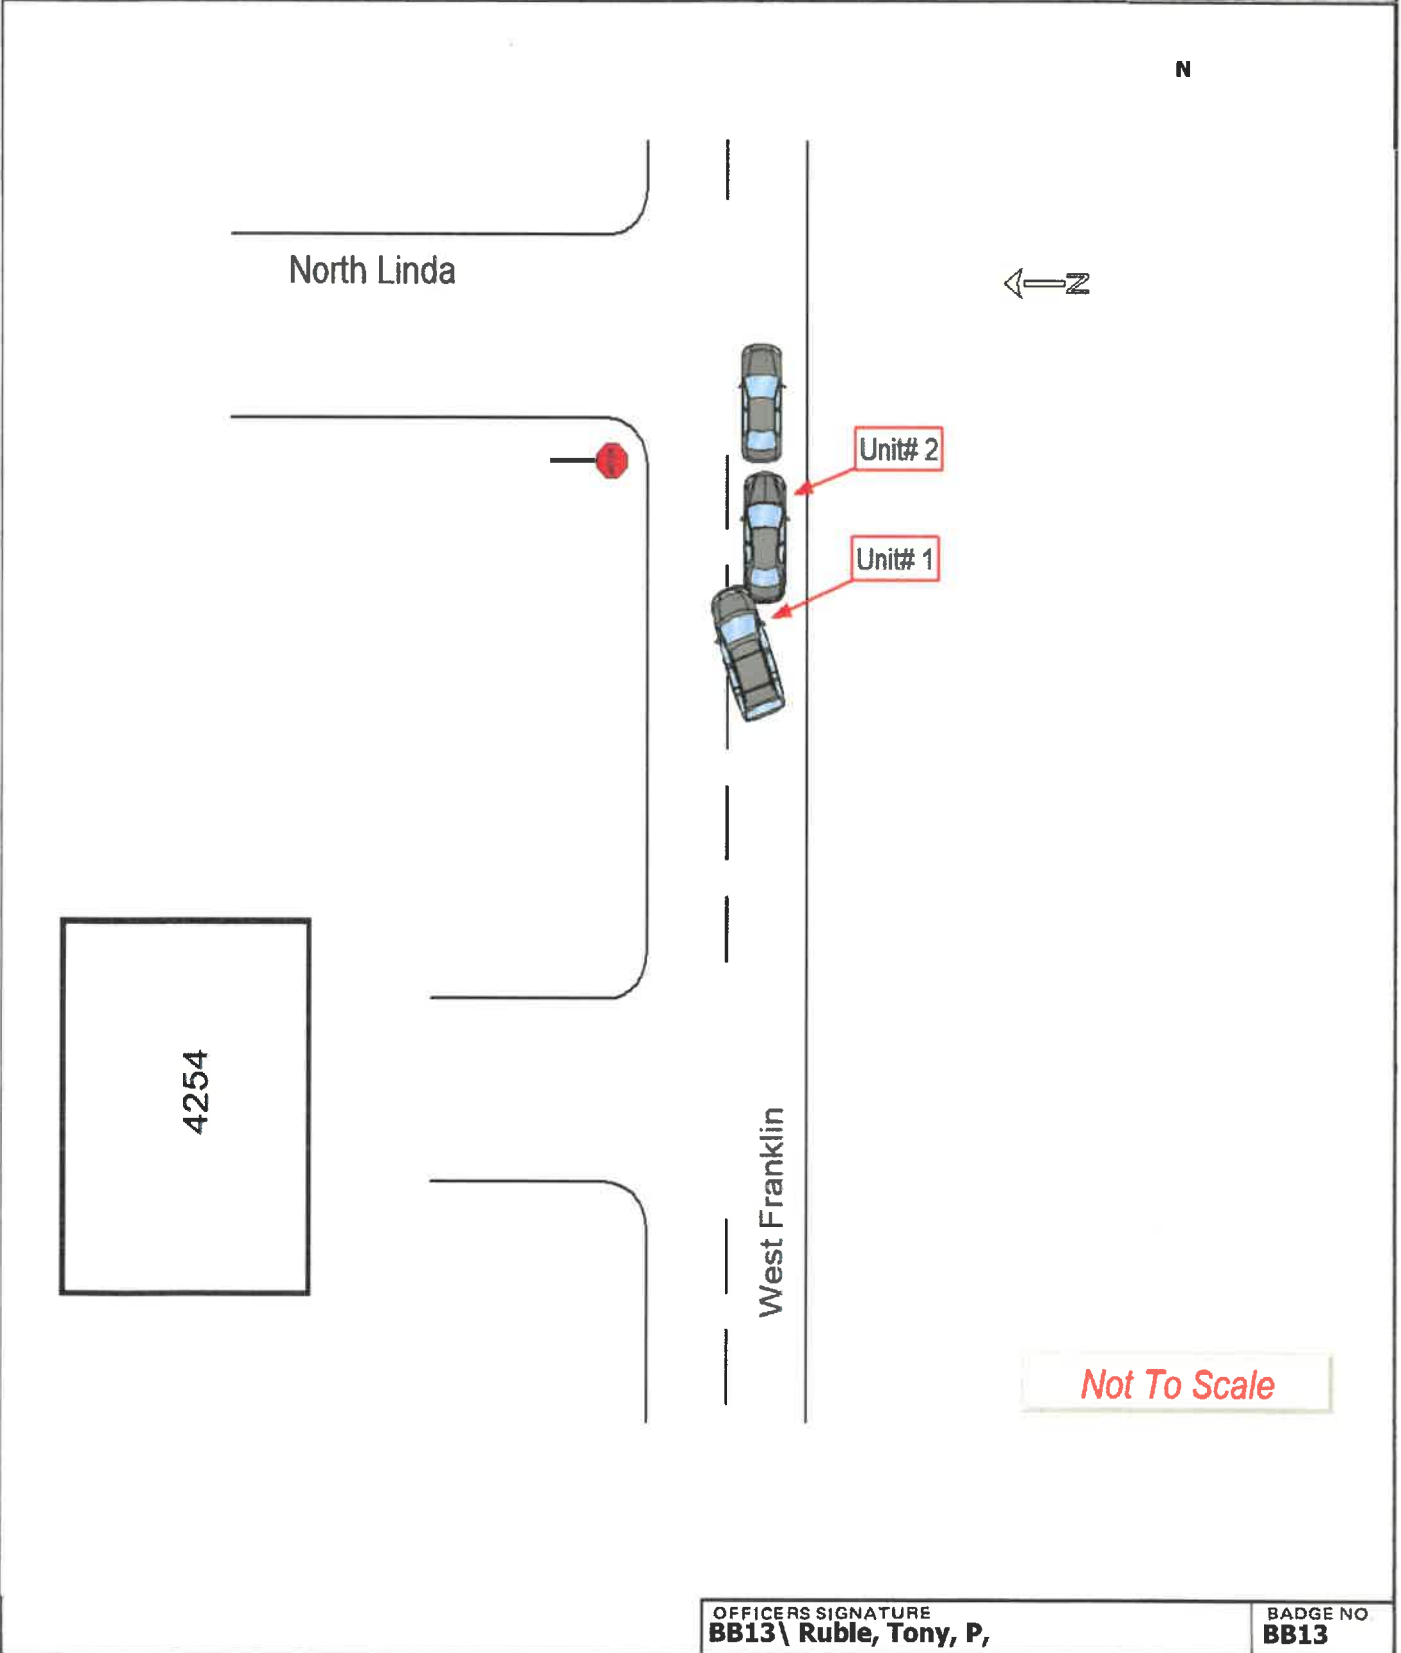 N
North Linda
N
Unit# 2
Unit# 1
4254
West Franklin
Not To Scale
OFFICERS SIGNATURE
BB13\ Ruble, Tony, P,
BADGE NO
BB13